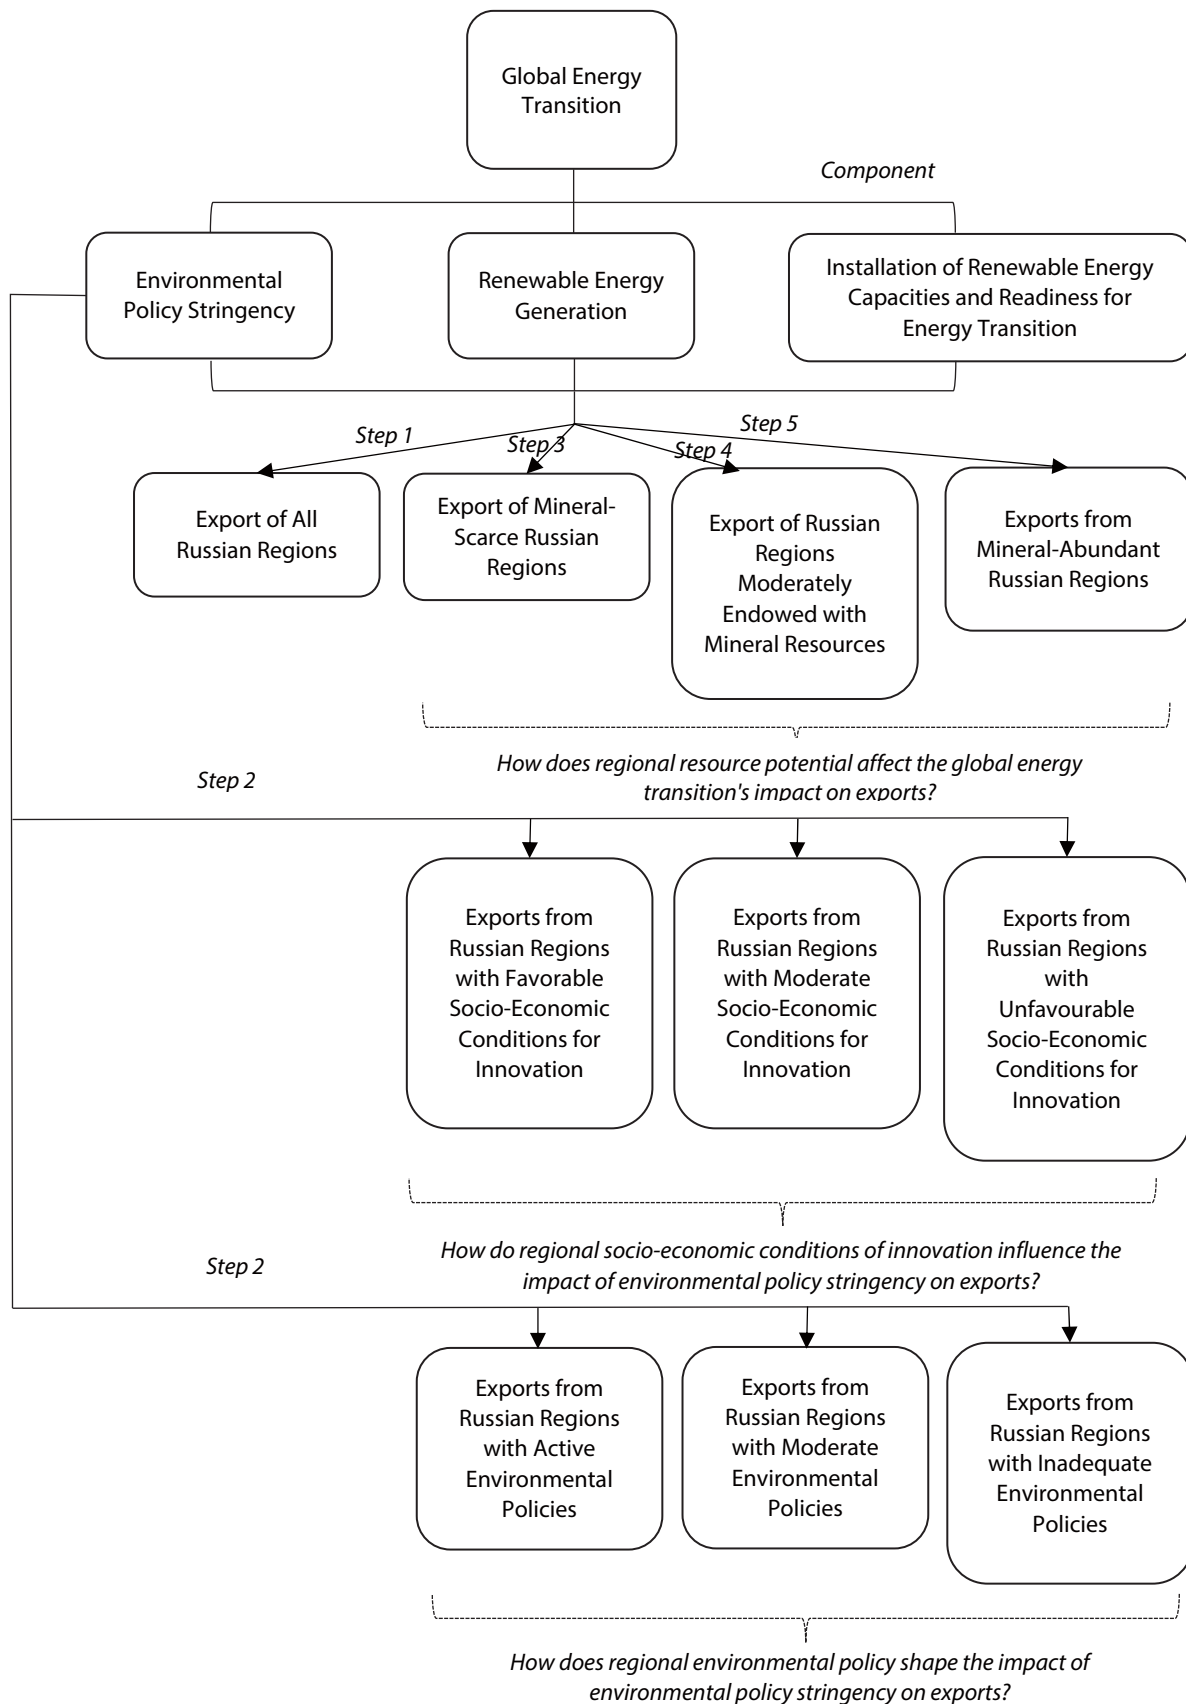 Global Energy
Transition
Component
Environmental
Policy Stringency
Renewable Energy
Generation
Installation of Renewable Energy
Capacities and Readiness for
Energy Transition
Step 1
Step 3
Step 4
Step 5
Export of All
Russian Regions
Export of Mineral-
Scarce Russian
Regions
Export of Russian
Regions
Moderately
Endowed with
Mineral Resources
Exports from
Mineral-Abundant
Russian Regions
How does regional resource potential affect the global energy
transition's impact on exports?
Step 2
Exports from
Russian Regions
with Favorable
Socio-Economic
Conditions for
Innovation
Exports from
Russian Regions
with Moderate
Socio-Economic
Conditions for
Innovation
Exports from
Russian Regions
with
Unfavourable
Socio-Economic
Conditions for
Innovation
How do regional socio-economic conditions of innovation influence the
impact of environmental policy stringency on exports?
Step 2
Exports from
Russian Regions
with Active
Environmental
Policies
Exports from
Russian Regions
with Moderate
Environmental
Policies
Exports from
Russian Regions
with Inadequate
Environmental
Policies
How does regional environmental policy shape the impact of
environmental policy stringency on exports?